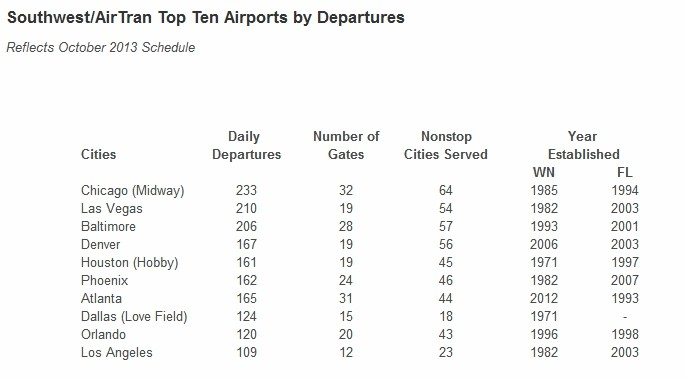 Southwest/AirTran Top Ten Airports by Departures
Reflects October 2013 Schedule
Daily Number of Nonstop Year
Cities Departures Gates Cities Served Established
WN FL
Chicago (Midway) 233 32 64 1985 1994
Las Vegas 210 19 54 1982 2003
Baltimore 206 28 57 1993 2001
Denver 167 19 56 2006 2003
Houston (Hobby) 161 19 45 1971 1997
Phoenix 162 24 46 1982 2007
Atlanta 165 31 44 2012 1993
Dallas (Love Field) 124 15 18 1971 -
Orlando 120 20 43 1996 1998
Los Angeles 109 12 23 1982 2003